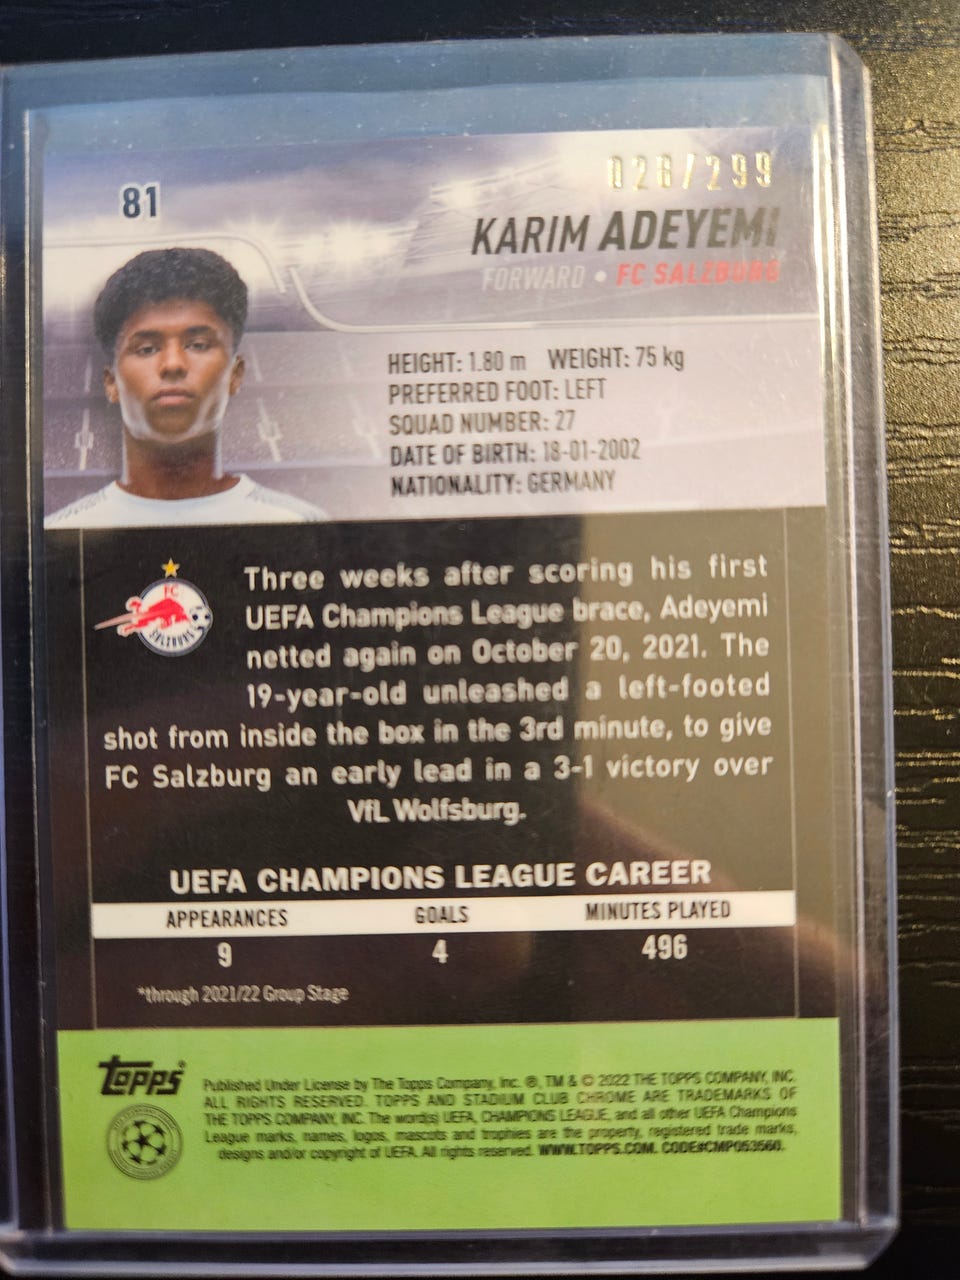 81
028/299
KARIM ADEYEMI
FORWARD • FC SALZBURG
HEIGHT: 1.80 m WEIGHT: 75 kg
PREFERRED FOOT: LEFT
SQUAD NUMBER: 27
DATE OF BIRTH: 18-01-2002
NATIONALITY: GERMANY
FC
SALZBURG
Three weeks after scoring his first
UEFA Champions League brace, Adeyemi
netted again on October 20, 2021. The
19-year-old unleashed a left-footed
shot from inside the box in the 3rd minute, to give
FC Salzburg an early lead in a 3-1 victory over
VfL Wolfsburg.
UEFA CHAMPIONS LEAGUE CAREER
APPEARANCES GOALS MINUTES PLAYED
9 4 496
*through 2021/22 Group Stage
Topps®
Published Under License by The Topps Company, Inc. ®, TM & © 2022 THE TOPPS COMPANY, INC.
ALL RIGHTS RESERVED. TOPPS AND STADIUM CLUB CHROME ARE TRADEMARKS OF
THE TOPPS COMPANY, INC. The word(s) UEFA, CHAMPIONS LEAGUE, and all other UEFA Champions
League marks, names, logos, mascots and trophies are the property, registered trade marks,
designs and/or copyright of UEFA. All rights reserved. WWW.TOPPS.COM. CODE#CMP053560.